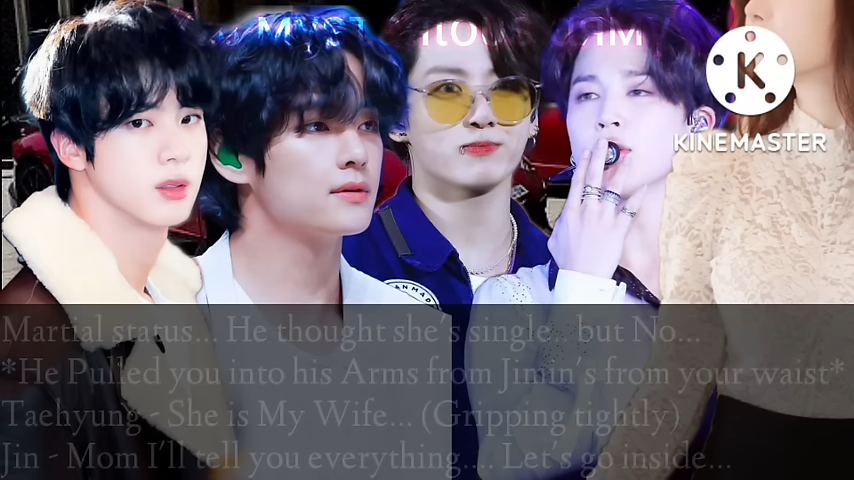 KINEMASTER
Martial status... He thought she's single but No...
*He Pulled you into his Arms from Jimin's from your waist*
Taehyung - She is My Wife... (Gripping tightly)
Jin - Mom I'll tell you everything.... Let's go inside...